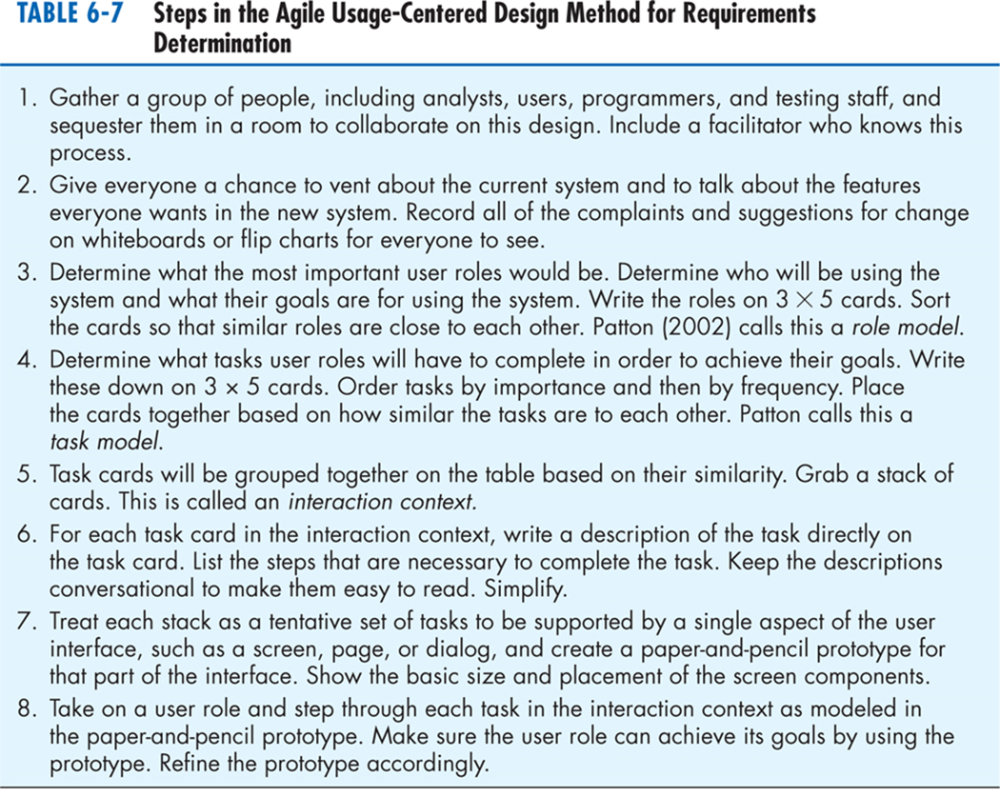 TABLE 6-7 Steps in the Agile Usage-Centered Design Method for Requirements
Determination
1. Gather a group of people, including analysts, users, programmers, and testing staff, and
sequester them in a room to collaborate on this design. Include a facilitator who knows this
process.
2. Give everyone a chance to vent about the current system and to talk about the features
everyone wants in the new system. Record all of the complaints and suggestions for change
on whiteboards or flip charts for everyone to see.
3. Determine what the most important user roles would be. Determine who will be using the
system and what their goals are for using the system. Write the roles on 3 × 5 cards. Sort
the cards so that similar roles are close to each other. Patton (2002) calls this a role model.
4. Determine what tasks user roles will have to complete in order to achieve their goals. Write
these down on 3 × 5 cards. Order tasks by importance and then by frequency. Place
the cards together based on how similar the tasks are to each other. Patton calls this a
task model.
5. Task cards will be grouped together on the table based on their similarity. Grab a stack of
cards. This is called an interaction context.
6. For each task card in the interaction context, write a description of the task directly on
the task card. List the steps that are necessary to complete the task. Keep the descriptions
conversational to make them easy to read. Simplify.
7. Treat each stack as a tentative set of tasks to be supported by a single aspect of the user
interface, such as a screen, page, or dialog, and create a paper-and-pencil prototype for
that part of the interface. Show the basic size and placement of the screen components.
8. Take on a user role and step through each task in the interaction context as modeled in
the paper-and-pencil prototype. Make sure the user role can achieve its goals by using the
prototype. Refine the prototype accordingly.